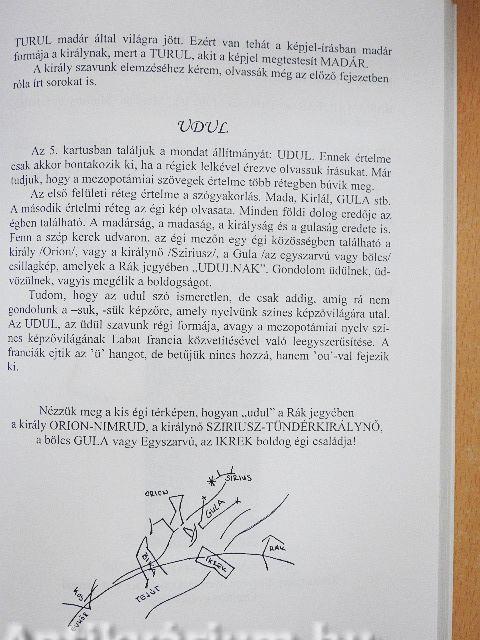 TURUL madár által világra jött. Ezért van tehát a képjel-írásban madár
formája a királynak, mert a TURUL, akit a képjel megtestesít MADÁR.
A király szavunk elemzéséhez kérem, olvassák még az előző fejezetben
róla írt sorokat is.
UDUL
Az 5. kartusban találjuk a mondat állítmányát: UDUL. Ennek értelme
csak akkor bontakozik ki, ha a régiek lelkével érezve olvassuk írásukat. Már
tudjuk, hogy a mezopotámiai szövegek értelme több rétegben búvik meg.
Az első felületi réteg értelme a szógyakorlás. Mada, Kirlál, GULA stb.
A második értelmi réteg az égi kép olvasata. Minden földi dolog eredője az
égben található. A madárság, a madaság, a királyság és a gulaság eredete is.
Fenn a szép kerek udvaron, az égi mezőn egy égi közösségben található a
király /Orion/, vagy a királynő /Sziriusz/, a Gula /az egyszarvú vagy bölcs/
csillagkép, amelyek a Rák jegyében „UDULNAK”. Gondolom üdülnek, üd-
vözülnek, vagyis megélik a boldogságot.
Tudom, hogy az udul szó ismeretlen, de csak addig, amíg rá nem
gondolunk a –suk, -sük képzőre, amely nyelvünk színes képzővilágára utal.
Az UDUL, az üdül szavunk régi formája, avagy a mezopotámiai nyelv szí-
nes képzővilágának Labat francia közvetítésével való leegyszerűsítése. A
franciák ejtik az 'ü' hangot, de betűjük nincs hozzá, hanem 'ou'-val fejezik
ki.
Nézzük meg a kis égi térképen, hogyan „udul” a Rák jegyében
a király ORION-NIMRUD, a királynő SZIRIUSZ-TÜNDÉRKIRÁLYNŐ,
a bölcs GULA vagy Egyszarvú, az IKREK boldog égi családja!
SIRIUS
ORION
GULA
BIKA
IKREK
RÁK
TEJÚT
Antikvárium.hu